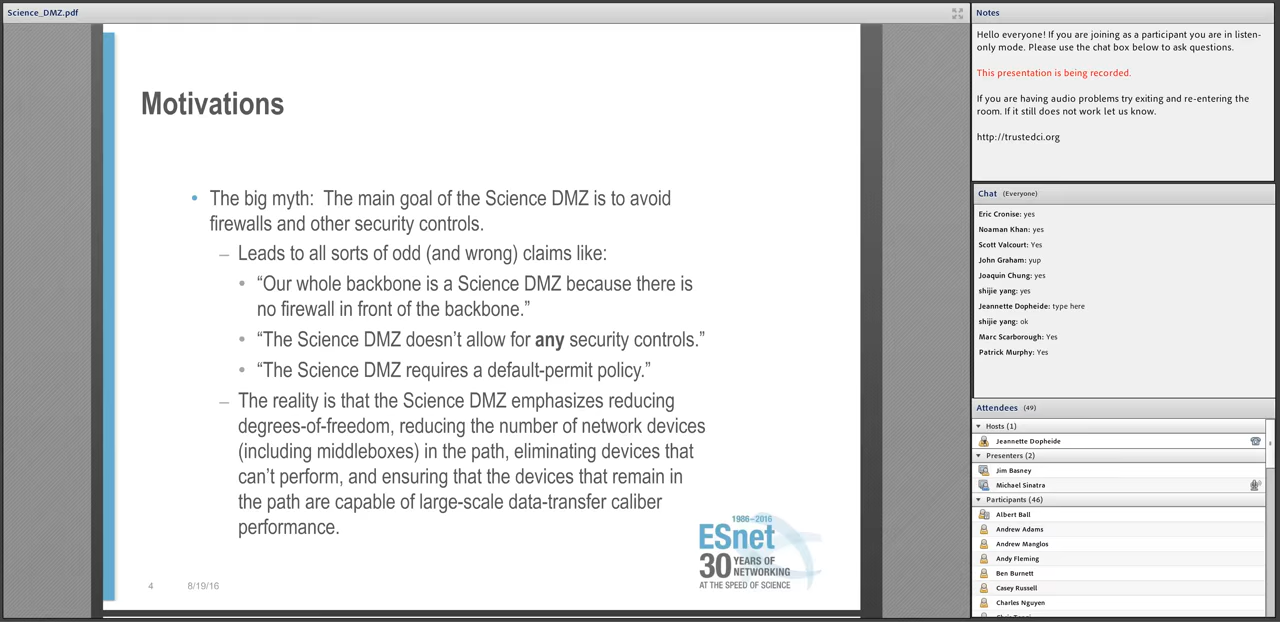 Science_DMZ.pdf
Motivations
• The big myth:  The main goal of the Science DMZ is to avoid
firewalls and other security controls.
– Leads to all sorts of odd (and wrong) claims like:
• “Our whole backbone is a Science DMZ because there is
no firewall in front of the backbone.”
• “The Science DMZ doesn’t allow for any security controls.”
• “The Science DMZ requires a default-permit policy.”
– The reality is that the Science DMZ emphasizes reducing
degrees-of-freedom, reducing the number of network devices
(including middleboxes) in the path, eliminating devices that
can’t perform, and ensuring that the devices that remain in
the path are capable of large-scale data-transfer caliber
performance.
1986–2016
ESnet
30 YEARS OF
NETWORKING
AT THE SPEED OF SCIENCE
4 8/19/16
Notes
Hello everyone! If you are joining as a participant you are in listen-
only mode. Please use the chat box below to ask questions.
This presentation is being recorded.
If you are having audio problems try exiting and re-entering the
room. If it still does not work let us know.
http://trustedci.org
Chat (Everyone)
Eric Cronise: yes
Noaman Khan: yes
Scott Valcourt: Yes
John Graham: yup
Joaquin Chung: yes
shijie yang: yes
Jeannette Dopheide: type here
shijie yang: ok
Marc Scarborough: Yes
Patrick Murphy: Yes
Attendees (49)
Hosts (1)
Jeannette Dopheide
Presenters (2)
Jim Basney
Michael Sinatra
Participants (46)
Albert Ball
Andrew Adams
Andrew Manglos
Andy Fleming
Ben Burnett
Casey Russell
Charles Nguyen